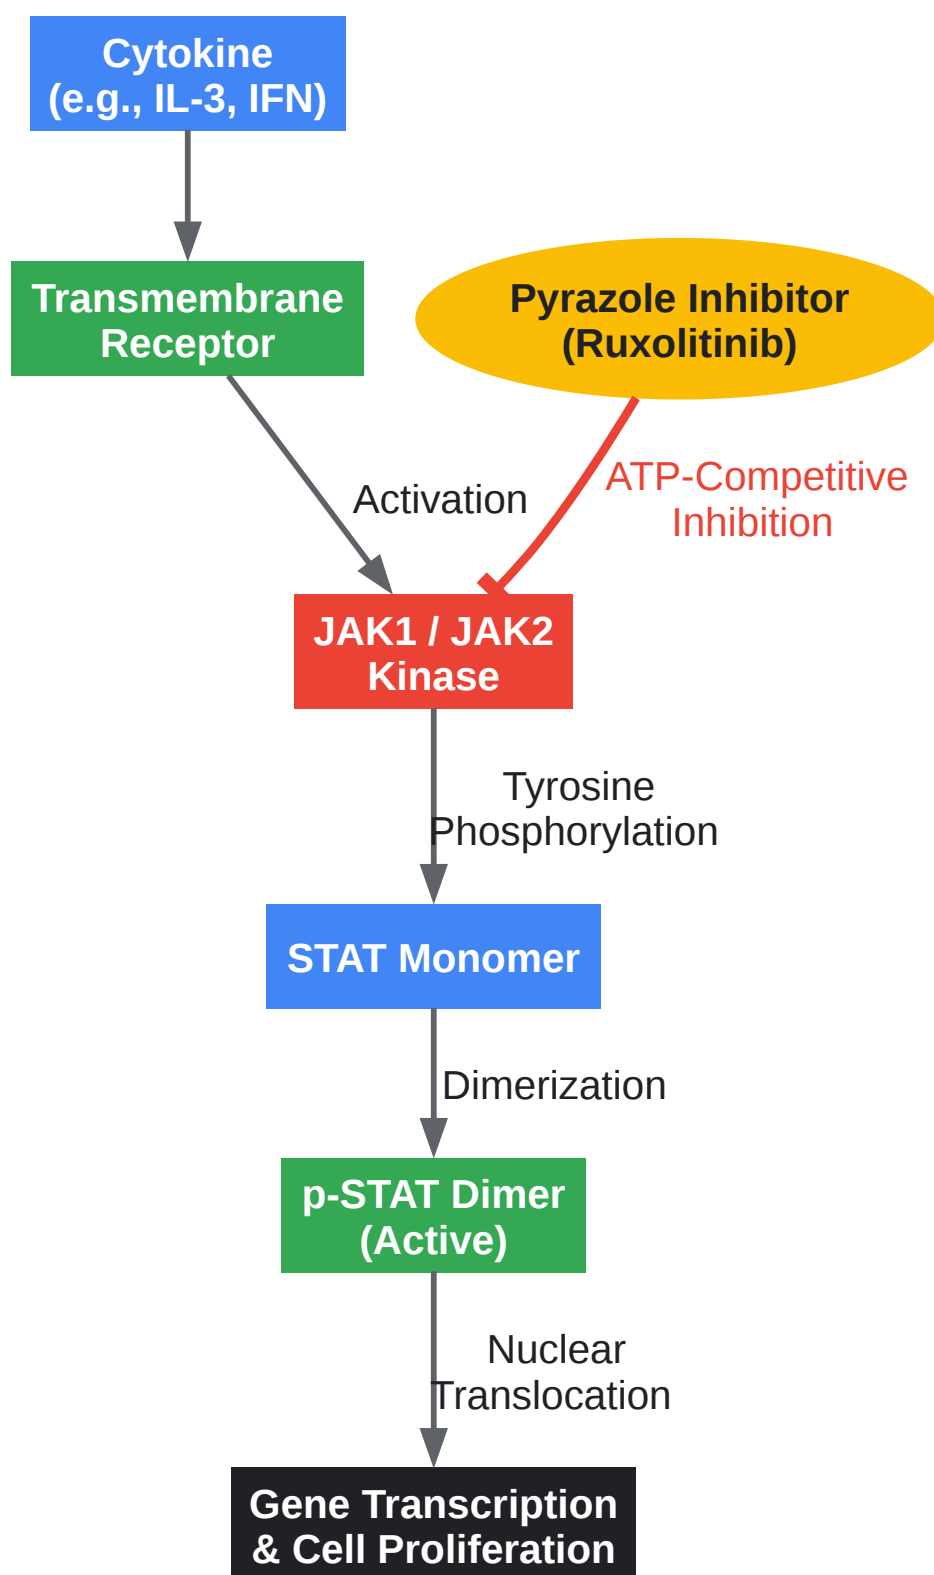 Cytokine
(e.g., IL-3, IFN)
Transmembrane
Receptor
Pyrazole Inhibitor
(Ruxolitinib)
Activation
ATP-Competitive
Inhibition
JAK1 / JAK2
Kinase
Tyrosine
Phosphorylation
STAT Monomer
Dimerization
p-STAT Dimer
(Active)
Nuclear
Translocation
Gene Transcription
& Cell Proliferation